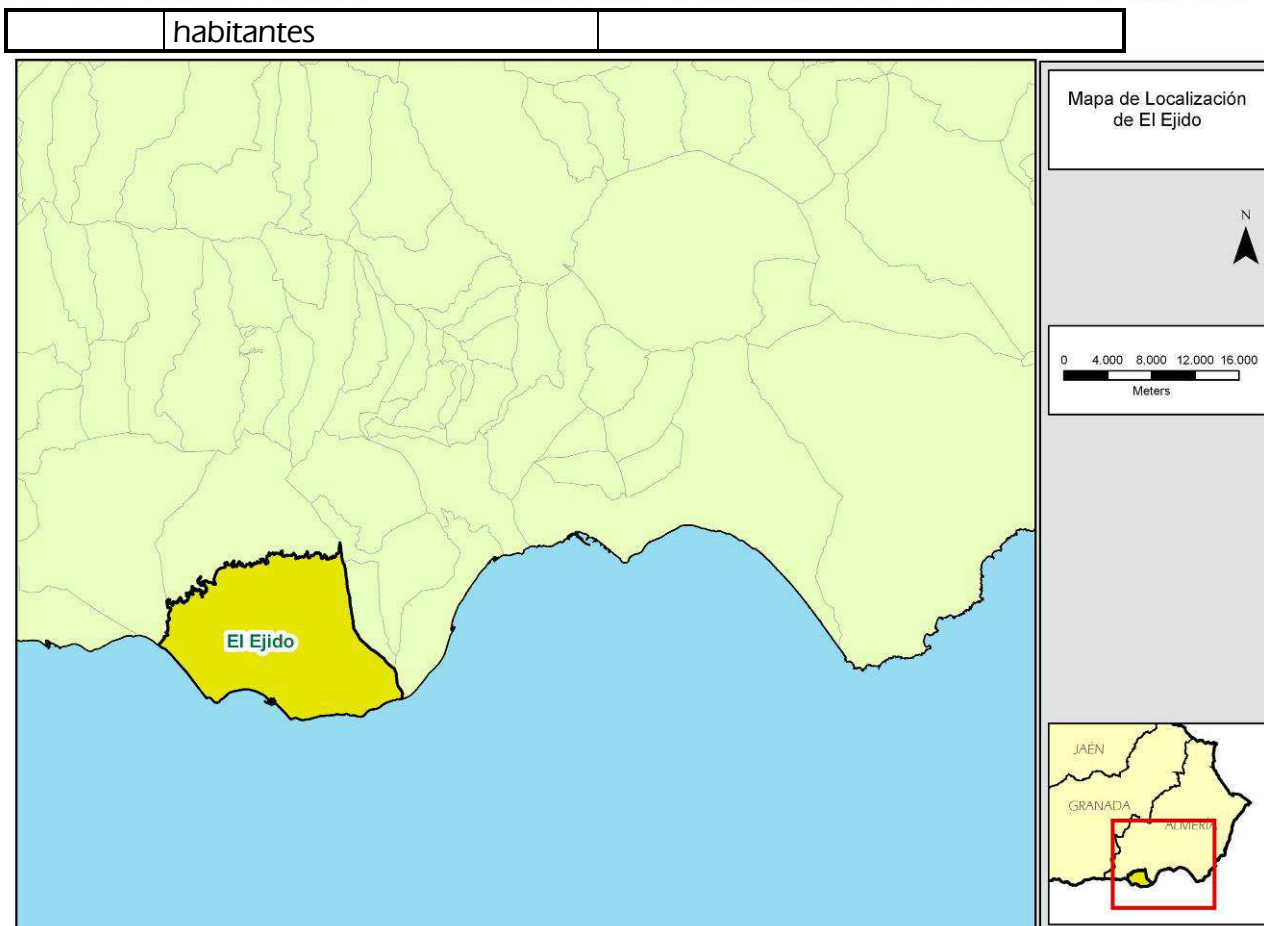 habitantes
Mapa de Localización
de El Ejido
N
0 4.000 8.000 12.000 16.000
Meters
El Ejido
JAÉN
GRANADA
ALMERÍA